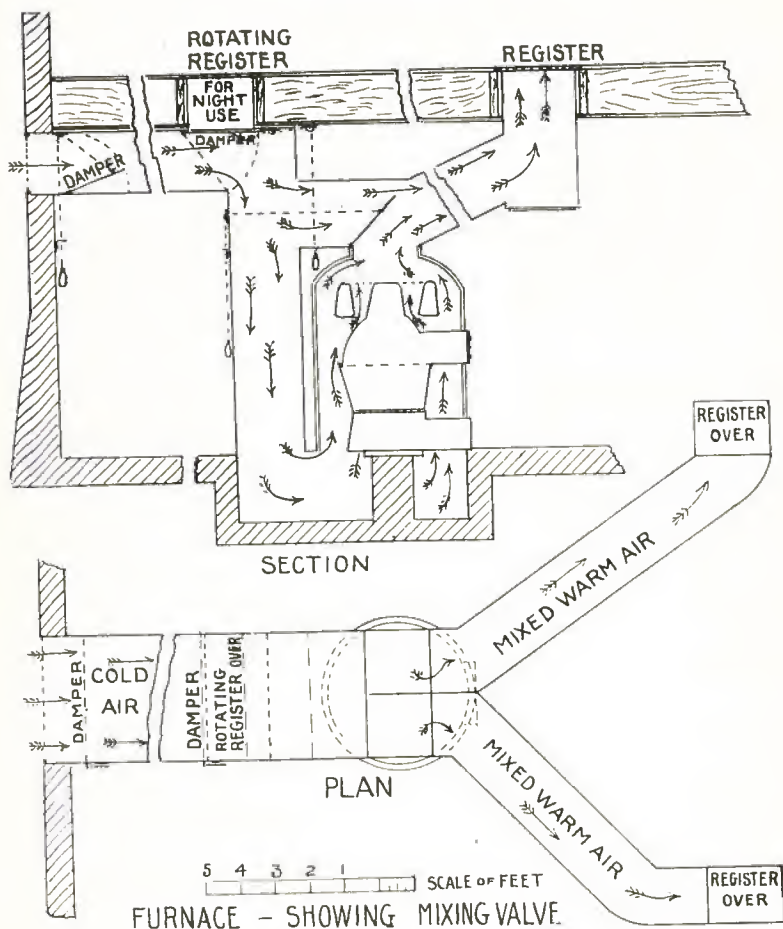 ROTATING
REGISTER
REGISTER
FOR
NIGHT
USE
DAMPER
DAMPER
SECTION
REGISTER
OVER
MIXED WARM AIR
DAMPER
COLD
AIR
DAMPER
ROTATING
REGISTER OVER
PLAN
MIXED WARM AIR
REGISTER
OVER
5 4 3 2 1
SCALE OF FEET
FURNACE - SHOWING MIXING VALVE.